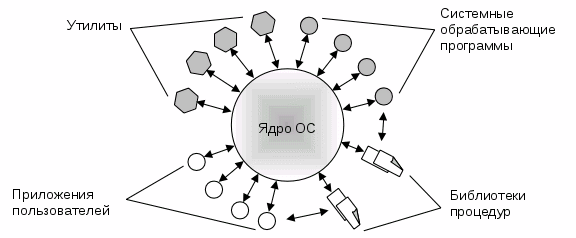 Утилиты
Системные
обрабатывающие
программы
Ядро ОС
Приложения
пользователей
Библиотеки
процедур